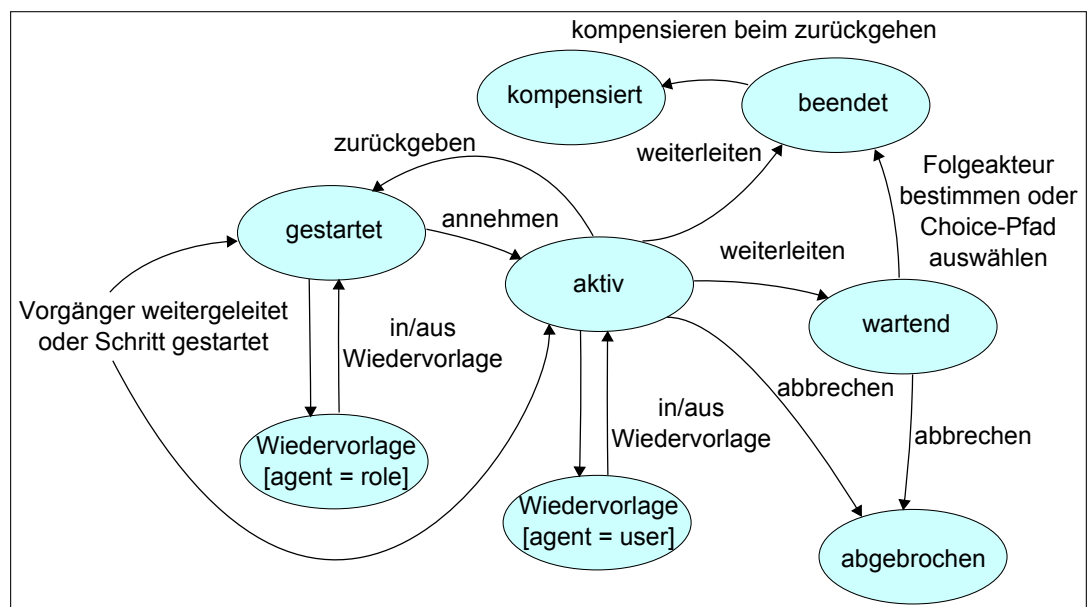 kompensieren beim zurückgehen
kompensiert
beendet
zurückgeben
weiterleiten
Folgeakteur
bestimmen oder
Choice-Pfad
auswählen
gestartet
annehmen
weiterleiten
aktiv
Vorgänger weitergeleitet
oder Schritt gestartet
in/aus
Wiedervorlage
wartend
abbrechen
in/aus
Wiedervorlage
abbrechen
Wiedervorlage
[agent = role]
Wiedervorlage
[agent = user]
abgebrochen